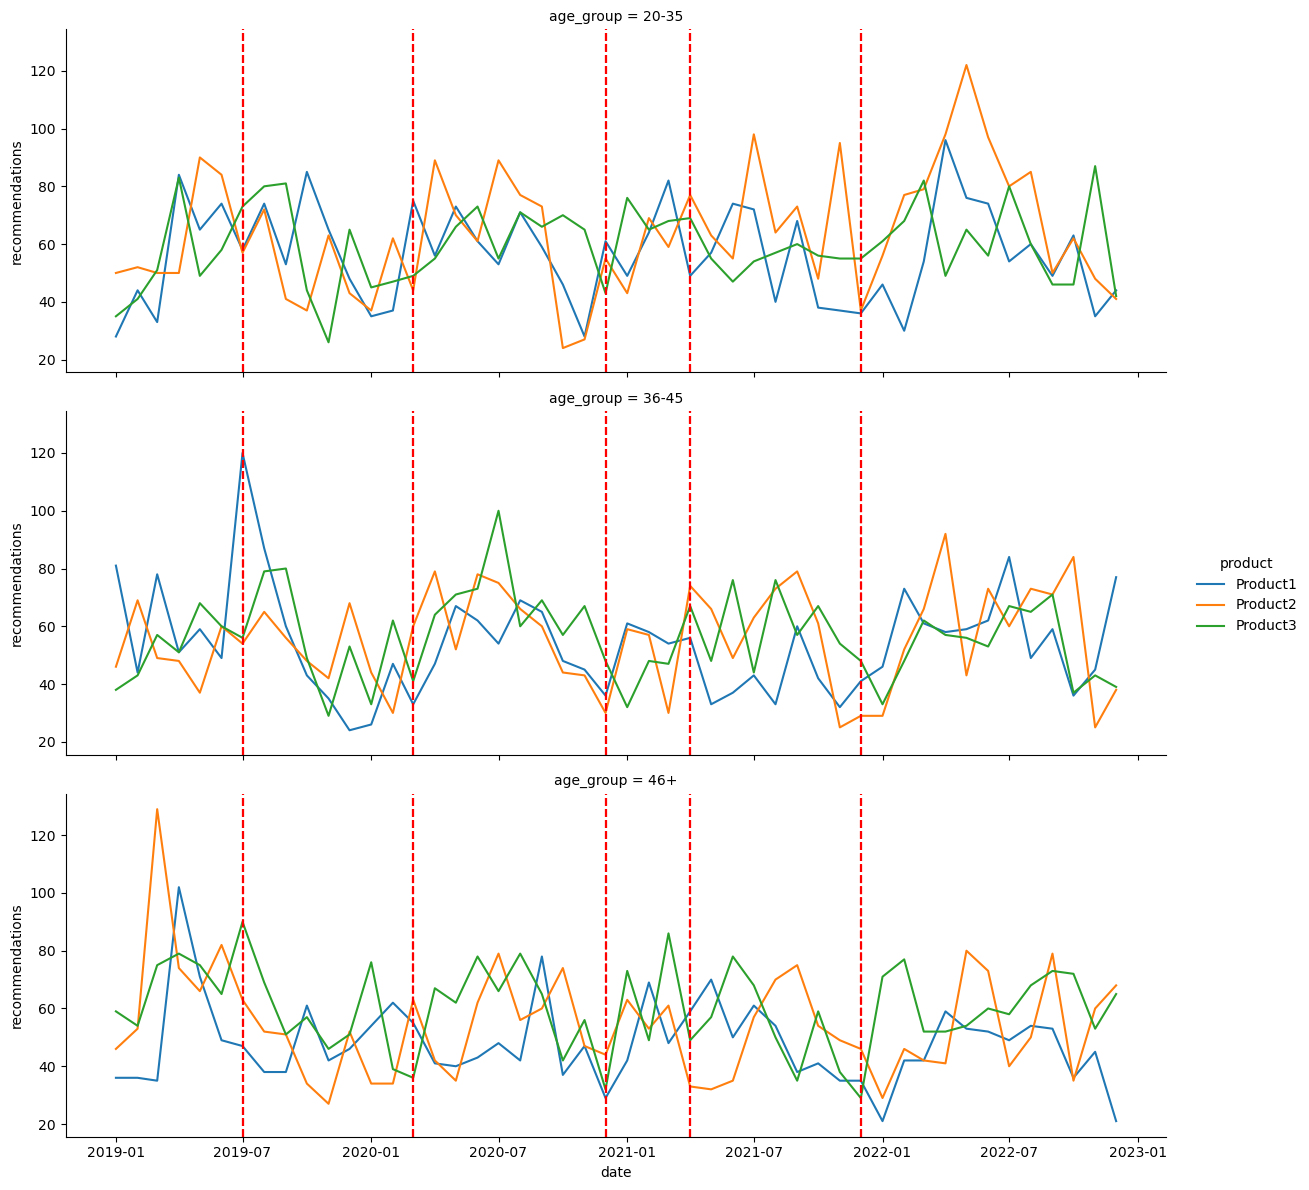 age_group = 20-35
120
100
80
60
40
20
recommendations
age_group = 36-45
120
100
80
60
40
20
recommendations
product
Product1
Product2
Product3
age_group = 46+
120
100
80
60
40
20
recommendations
2019-01 2019-07 2020-01 2020-07 2021-01 2021-07 2022-01 2022-07 2023-01
date